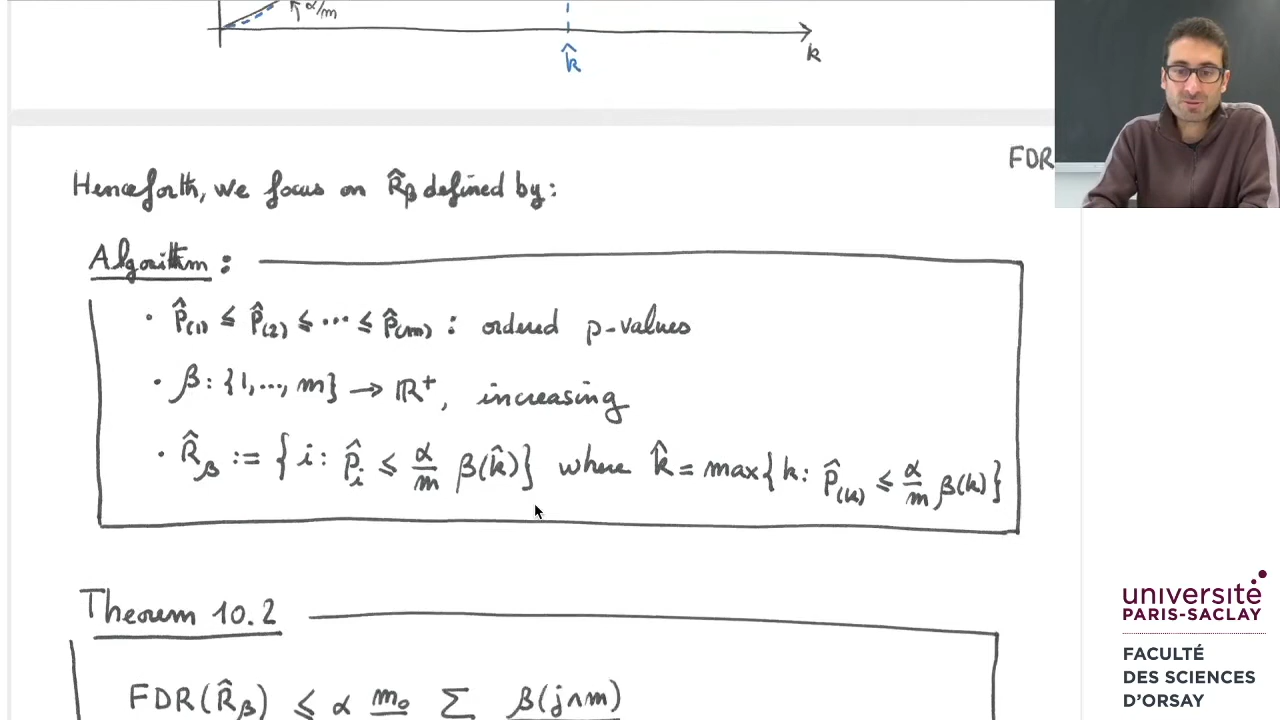 α/m
k̂
k
FDR
Henceforth, we focus on R̂β defined by:
Algorithm:
• p̂(1) ≤ p̂(2) ≤ ... ≤ p̂(m) : ordered p-values
• β: {1,..., m} → ℝ⁺, increasing
• R̂β := { i: p̂i ≤ α/m β(k̂)} where k̂ = max{ k: p̂(k) ≤ α/m β(k)}
Theorem 10.2
FDR(R̂β) ≤ α m₀ Σ β(j∧m)
université
PARIS-SACLAY
FACULTÉ
DES SCIENCES
D'ORSAY